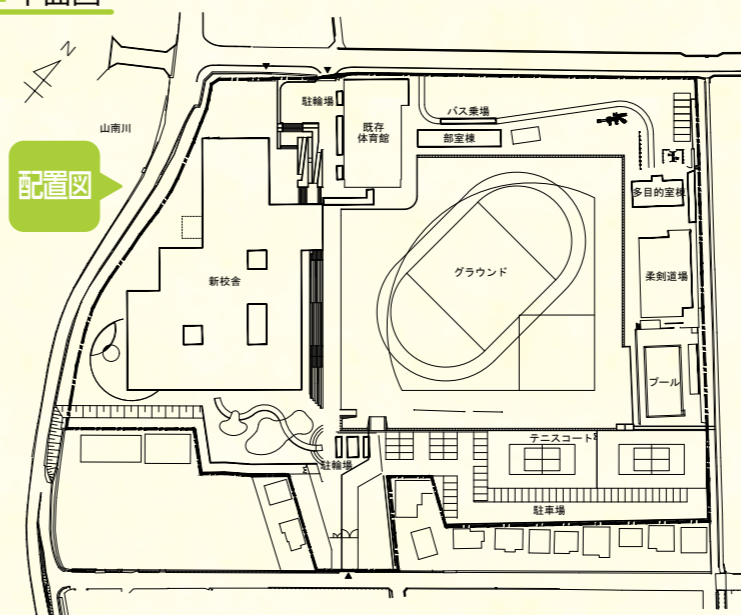 平面図
N
山南川
配置図
駐輪場
既存
体育館
バス乗場
部室棟
多目的室棟
新校舎
グラウンド
柔剣道場
プール
テニスコート
駐輪場
駐車場